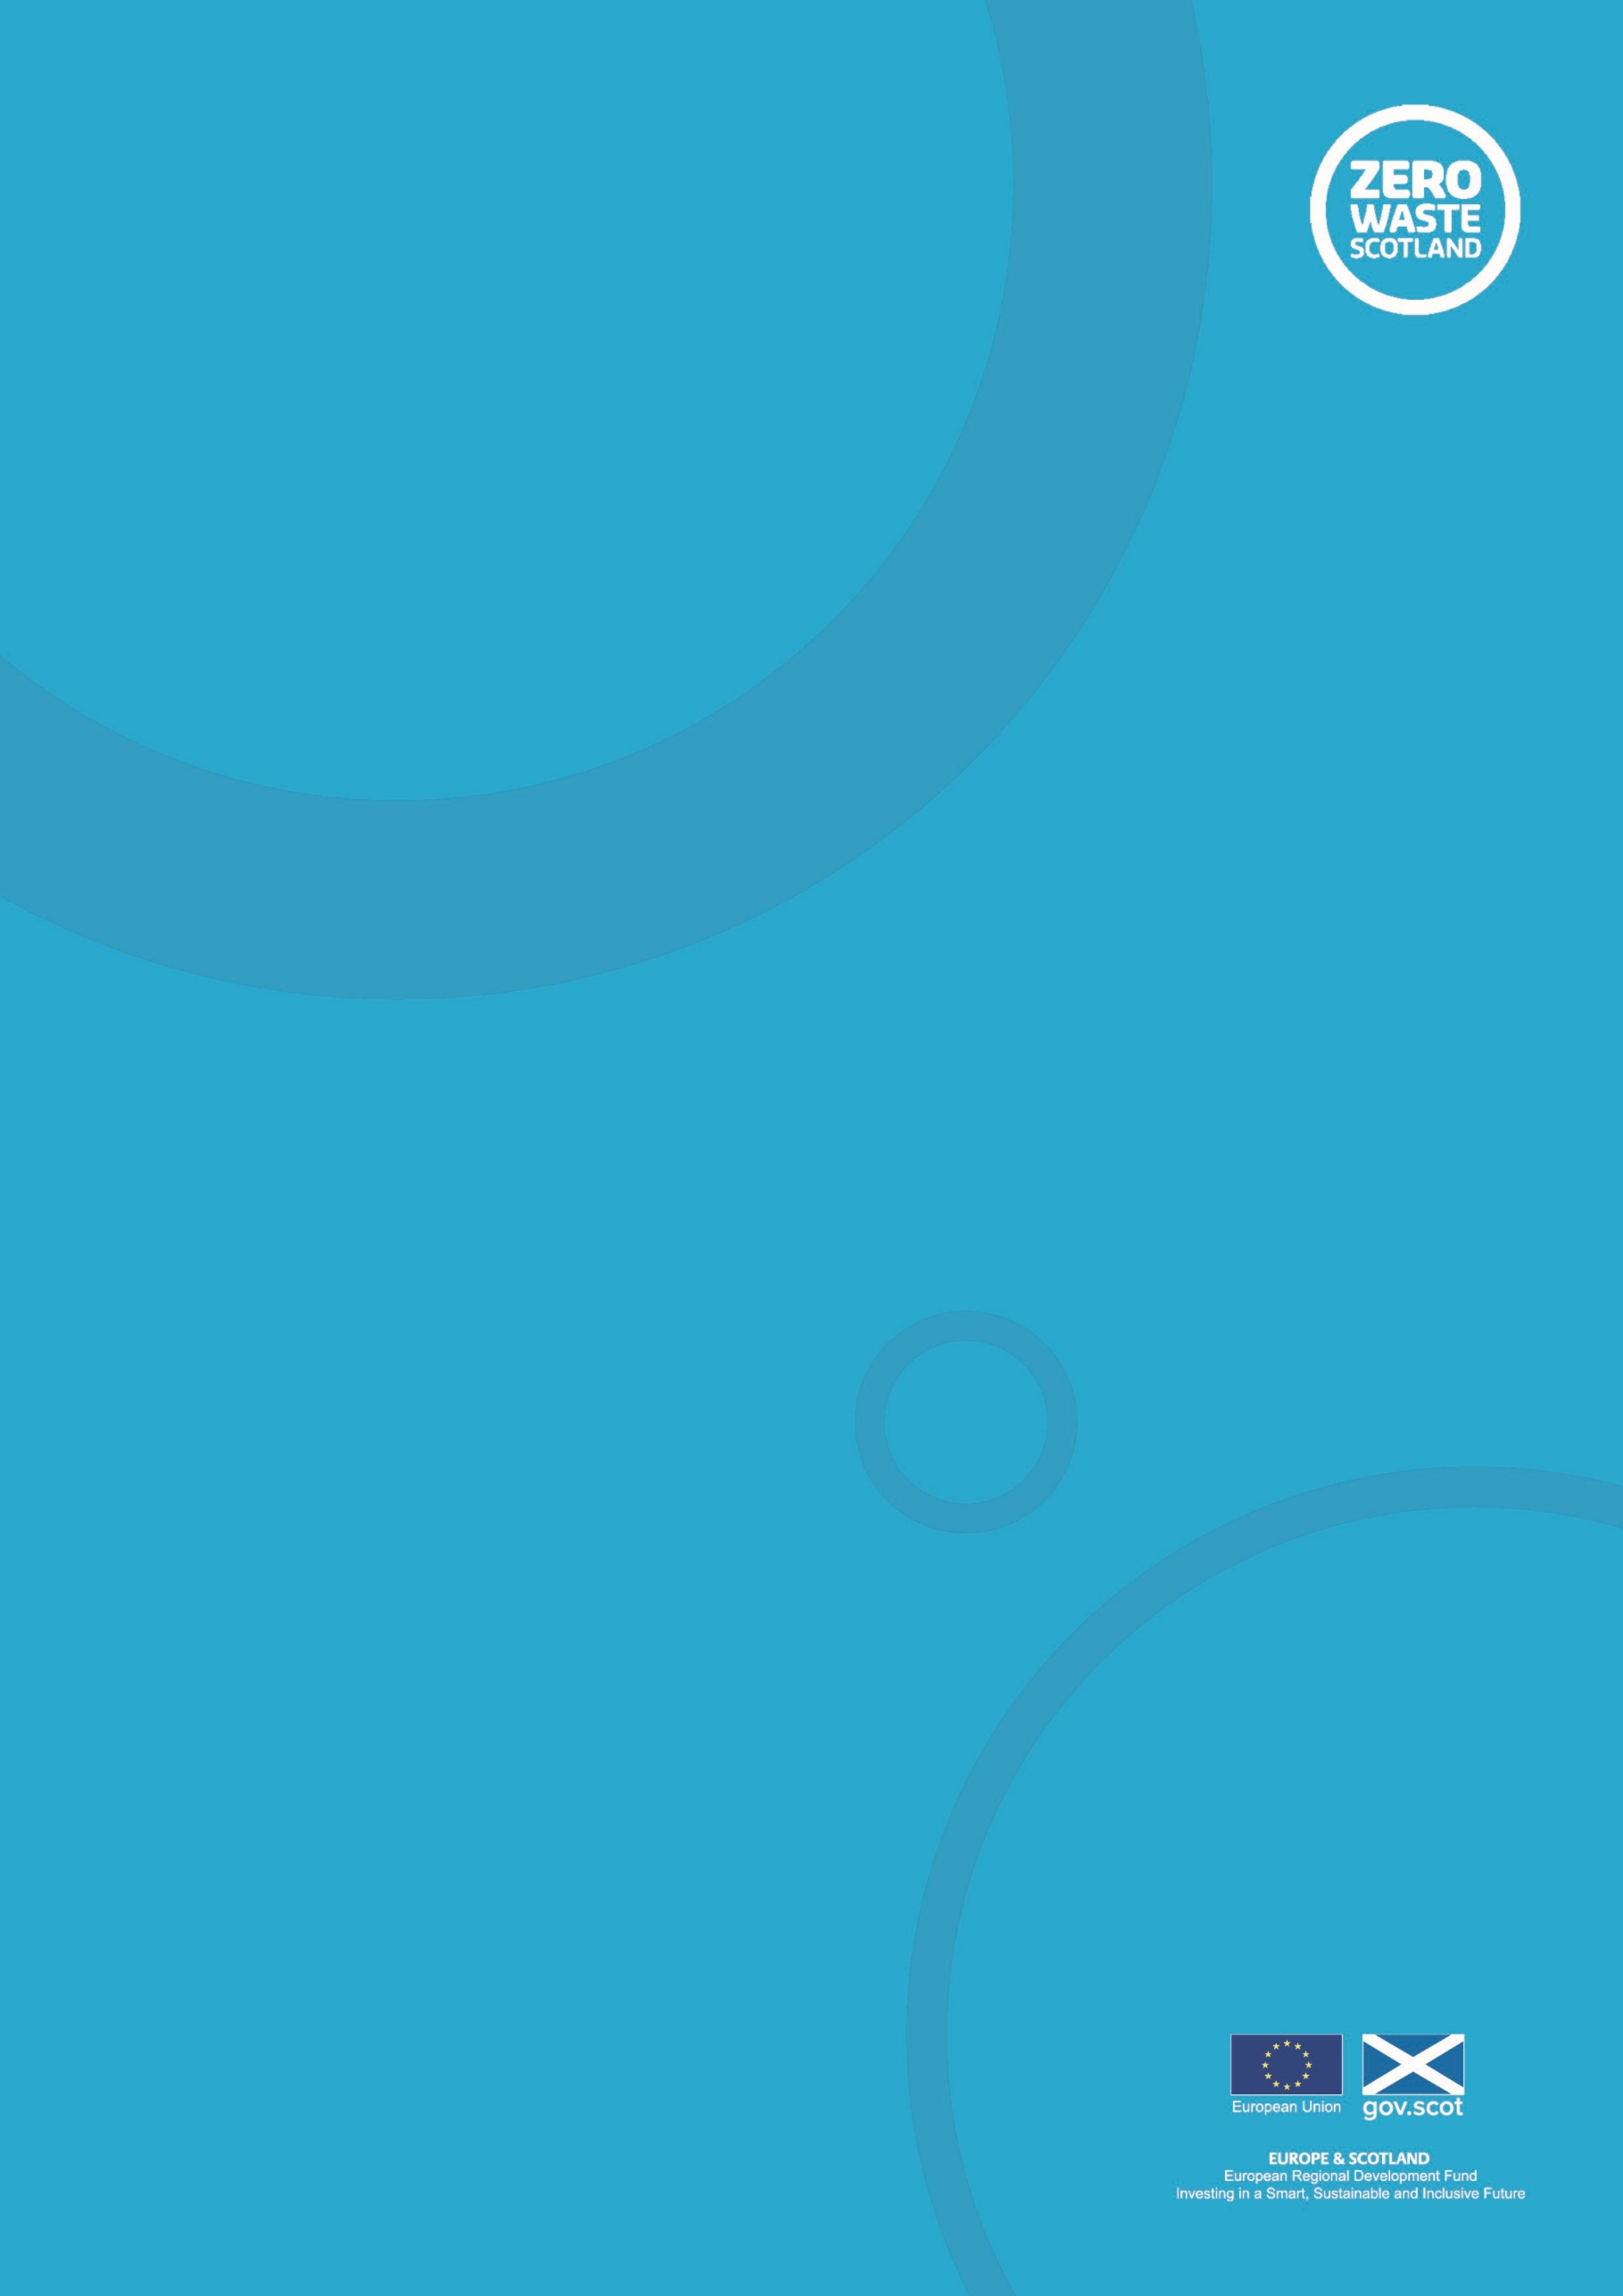 ZERO
WASTE
SCOTLAND
European Union
gov.scot
EUROPE & SCOTLAND
European Regional Development Fund
Investing in a Smart, Sustainable and Inclusive Future